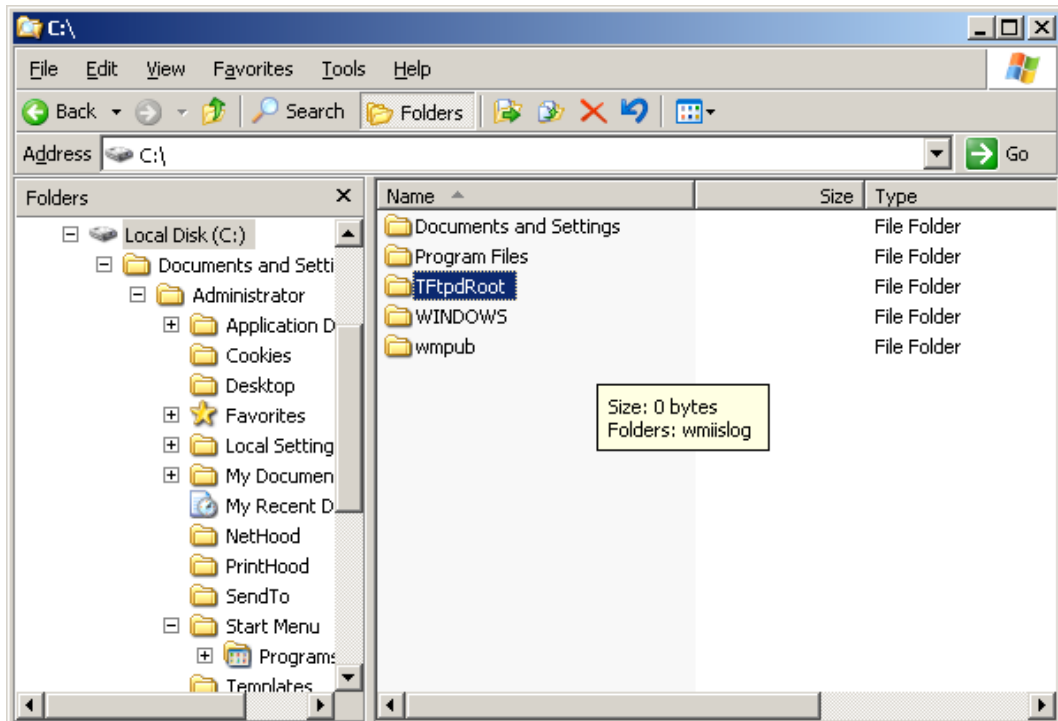 C:\
File Edit View Favorites Tools Help
Back Search Folders
Address C:\ Go
Folders
Local Disk (C:)
Documents and Setti
Administrator
Application D
Cookies
Desktop
Favorites
Local Setting
My Documen
My Recent D
NetHood
PrintHood
SendTo
Start Menu
Programs
Templates
Name Size Type
Documents and Settings File Folder
Program Files File Folder
TFtpdRoot File Folder
WINDOWS File Folder
wmpub File Folder
Size: 0 bytes
Folders: wmiislog